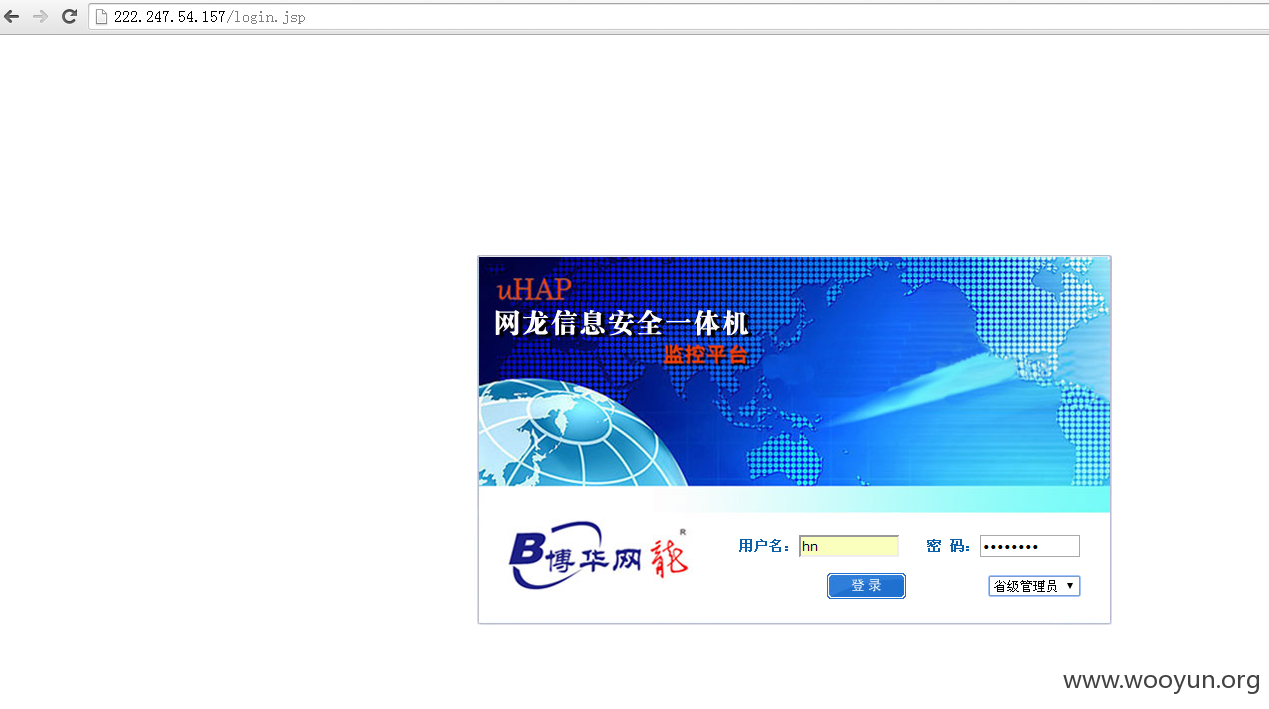 222.247.54.157/login.jsp
uHAP
网龙信息安全一体机
监控平台
B博华网龍®
用户名: hn 密 码: ••••••••
登 录 省级管理员 ▼
www.wooyun.org